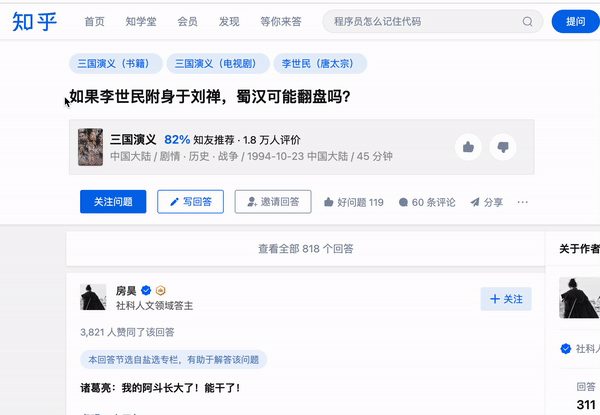 知乎 首页 知学堂 会员 发现 等你来答 程序员怎么记住代码 提问
三国演义（书籍） 三国演义（电视剧） 李世民（唐太宗）
如果李世民附身于刘禅，蜀汉可能翻盘吗？
三国演义 82% 知友推荐 · 1.8 万人评价
中国大陆 / 剧情 · 历史 · 战争 / 1994-10-23 中国大陆 / 45 分钟
关注问题 写回答 邀请回答 好问题 119 60 条评论 分享 ···
查看全部 818 个回答
关于作者
房昊
社科人文领域答主
+ 关注
3,821 人赞同了该回答
社科人
本回答节选自盐选专栏，有助于解答该问题
诸葛亮：我的阿斗长大了！能干了！
回答
311